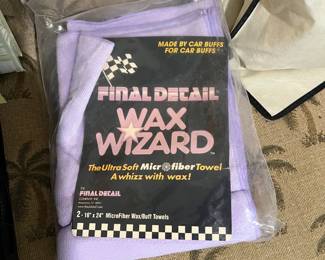 MADE BY CAR BUFFS
FOR CAR BUFFS
FINAL DETAIL
WAX
WIZARD
The Ultra Soft Microfiber Towel
A whizz with wax!
FINAL DETAIL
2 - 16" x 24" MicroFiber Wax/Buff Towels